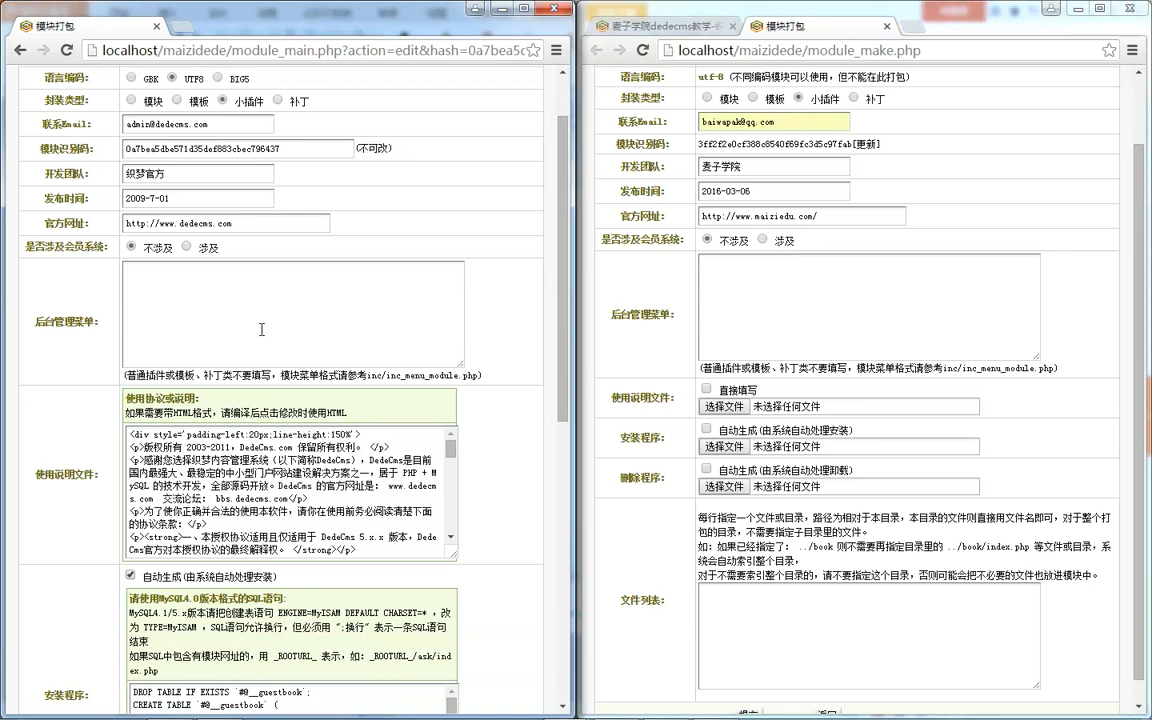 模块打包
localhost/maizidede/module_main.php?action=edit&hash=0a7bea5c
语言编码:
GBK UTF8 BIG5
封装类型:
模块 模板 小插件 补丁
联系Email:
admin@dedecms.com
模块识别码:
0a7bea5dbe571d35def883cbec796437 (不可改)
开发团队:
织梦官方
发布时间:
2009-7-01
官方网址:
http://www.dedecms.com
是否涉及会员系统:
不涉及 涉及
后台管理菜单:
(普通插件或模板、补丁类不要填写，模块菜单格式请参考inc/inc_menu_module.php)
使用协议或说明:
如果需要带HTML格式，请编译后点击修改时使用HTML
使用说明文件:
<div style='padding-left:20px;line-height:150%'>
<p>版权所有 2003-2011，DedeCms.com 保留所有权利。 </p>
<p>感谢您选择织梦内容管理系统（以下简称DedeCms），DedeCms是目前
国内最强大、最稳定的中小型门户网站建设解决方案之一，居于 PHP + M
ySQL 的技术开发，全部源码开放。DedeCms 的官方网址是： www.dedecm
s.com 交流论坛： bbs.dedecms.com</p>
<p>为了使你正确并合法的使用本软件，请你在使用前务必阅读清楚下面
的协议条款：</p>
<p><strong>一、本授权协议适用且仅适用于 DedeCms 5.x.x 版本，Dede
Cms官方对本授权协议的最终解释权。 </strong></p>
自动生成(由系统自动处理安装)
请使用MySQL4.0版本格式的SQL语句:
MySQL4.1/5.x版本请把创建表语句 ENGINE=MyISAM DEFAULT CHARSET=* ，改
为 TYPE=MyISAM ，SQL语句允许换行，但必须用 ";换行" 表示一条SQL语句
结束
如果SQL中包含有模块网址的，用 _ROOTURL_ 表示，如: _ROOTURL_/ask/ind
ex.php
安装程序:
DROP TABLE IF EXISTS `#@__guestbook`;
CREATE TABLE `#@__guestbook` (
麦子学院dedecms教学-
模块打包
localhost/maizidede/module_make.php
语言编码:
utf-8 (不同编码模块可以使用，但不能在此打包)
封装类型:
模块 模板 小插件 补丁
联系Email:
baiwapak@qq.com
模块识别码:
3ff2f2e0cf388c8540f69fc3d5c97fab[更新]
开发团队:
麦子学院
发布时间:
2016-03-06
官方网址:
http://www.maiziedu.com/
是否涉及会员系统:
不涉及 涉及
后台管理菜单:
(普通插件或模板、补丁类不要填写，模块菜单格式请参考inc/inc_menu_module.php)
使用说明文件:
直接填写
选择文件 未选择任何文件
安装程序:
自动生成(由系统自动处理安装)
选择文件 未选择任何文件
删除程序:
自动生成(由系统自动处理卸载)
选择文件 未选择任何文件
每行指定一个文件或目录，路径为相对于本目录，本目录的文件则直接用文件名即可，对于整个打
包的目录，不需要指定子目录里的文件。
如：如果已经指定了： ../book 则不需要再指定目录里的 ../book/index.php 等文件或目录，系
统会自动索引整个目录，
对于不需要索引整个目录的，请不要指定这个目录，否则可能会把不必要的文件也放进模块中。
文件列表: